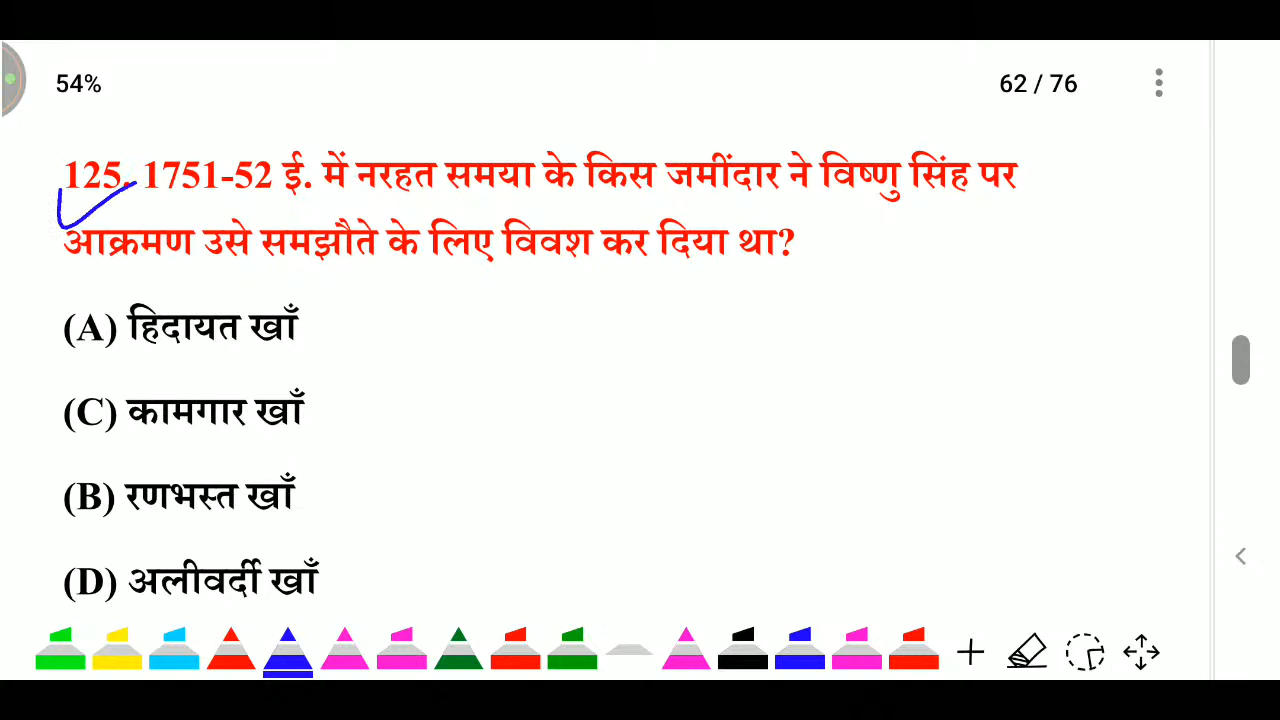 54%
62 / 76
125. 1751-52 ई. में नरहत समया के किस जमींदार ने विष्णु सिंह पर
आक्रमण उसे समझौते के लिए विवश कर दिया था?
(A) हिदायत खाँ
(C) कामगार खाँ
(B) रणभस्त खाँ
(D) अलीवर्दी खाँ